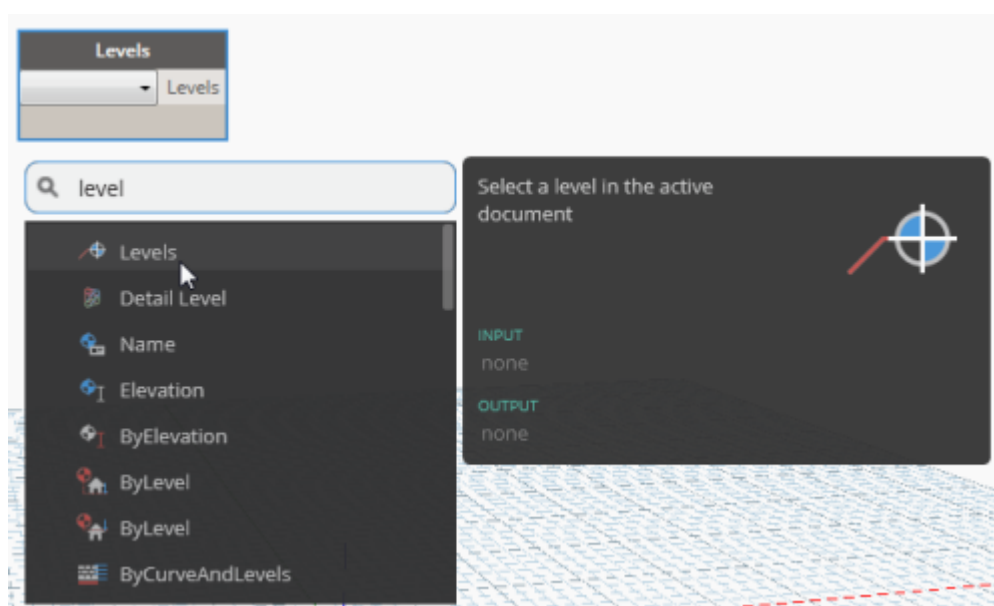 Levels
Levels
level
Select a level in the active
document
INPUT
none
OUTPUT
none
Levels
Detail Level
Name
Elevation
ByElevation
ByLevel
ByLevel
ByCurveAndLevels